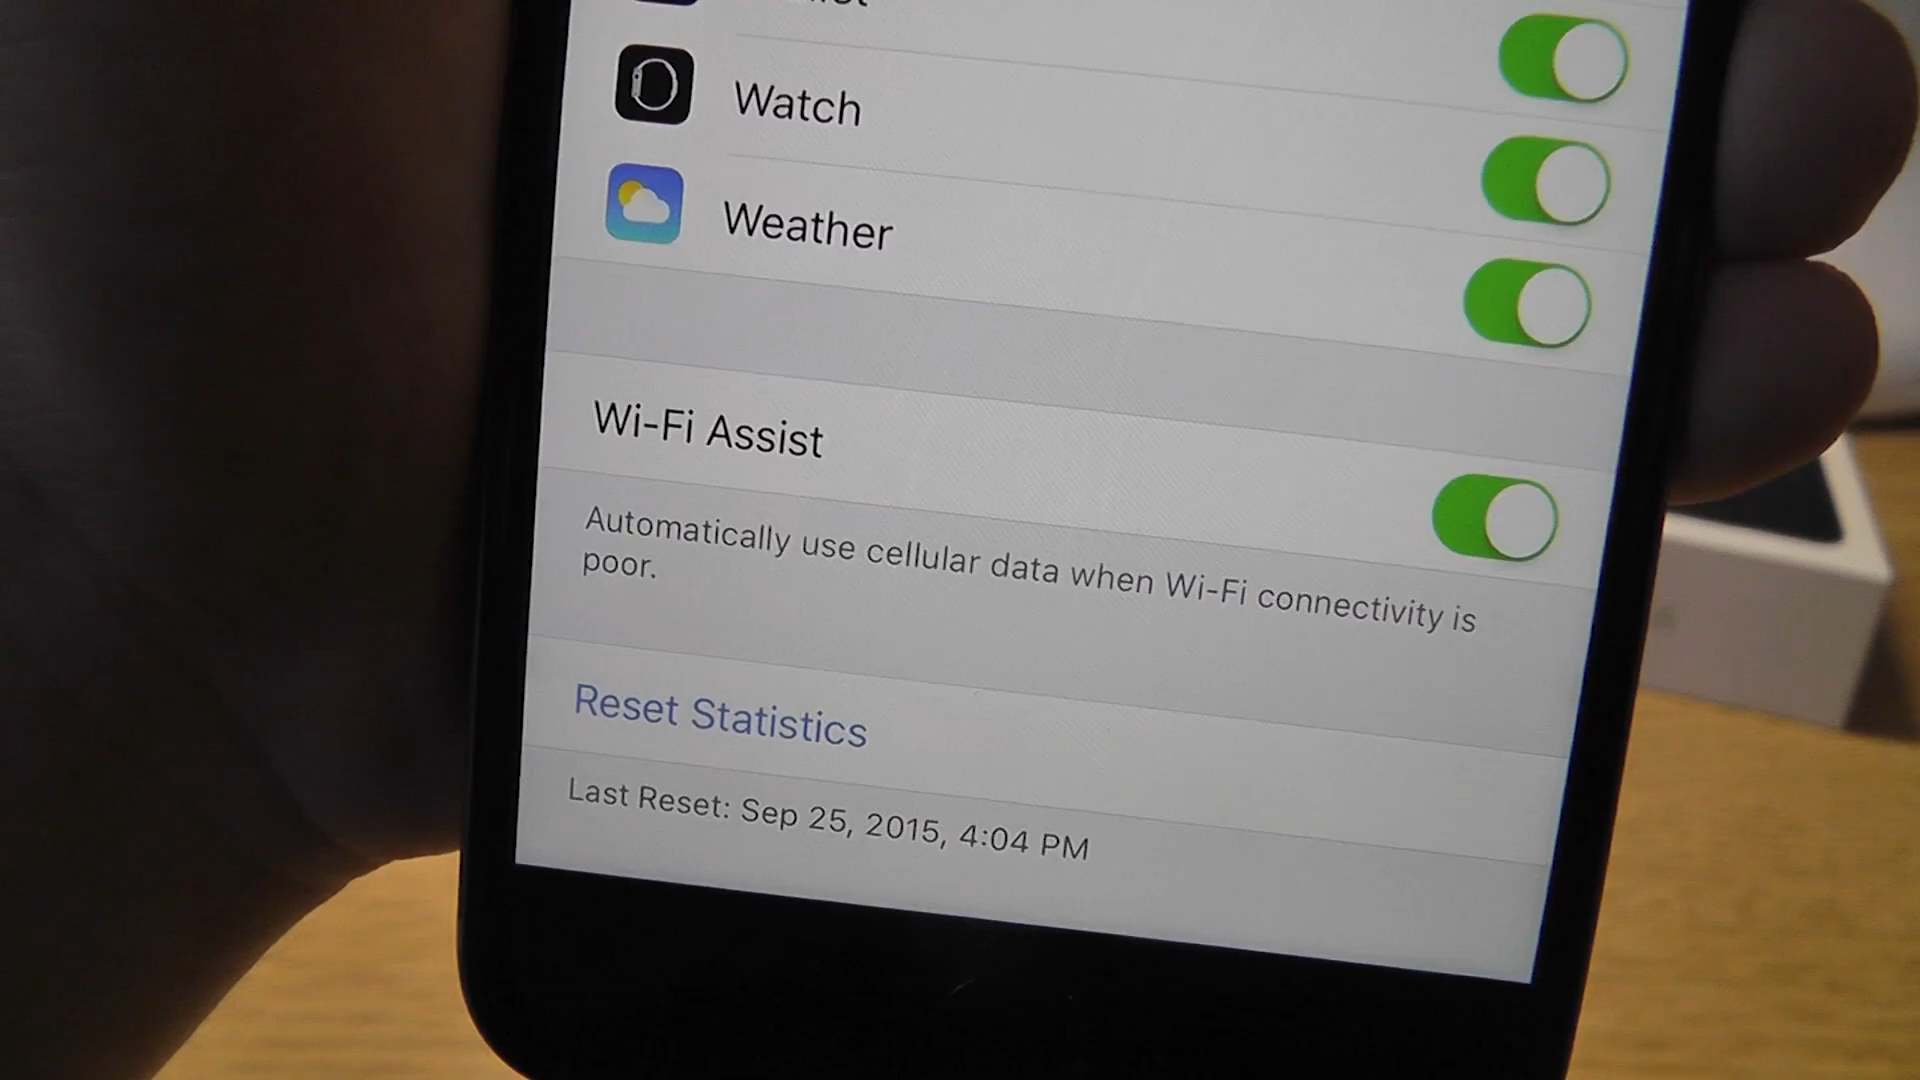 Watch
Weather
Wi-Fi Assist
Automatically use cellular data when Wi-Fi connectivity is
poor.
Reset Statistics
Last Reset: Sep 25, 2015, 4:04 PM